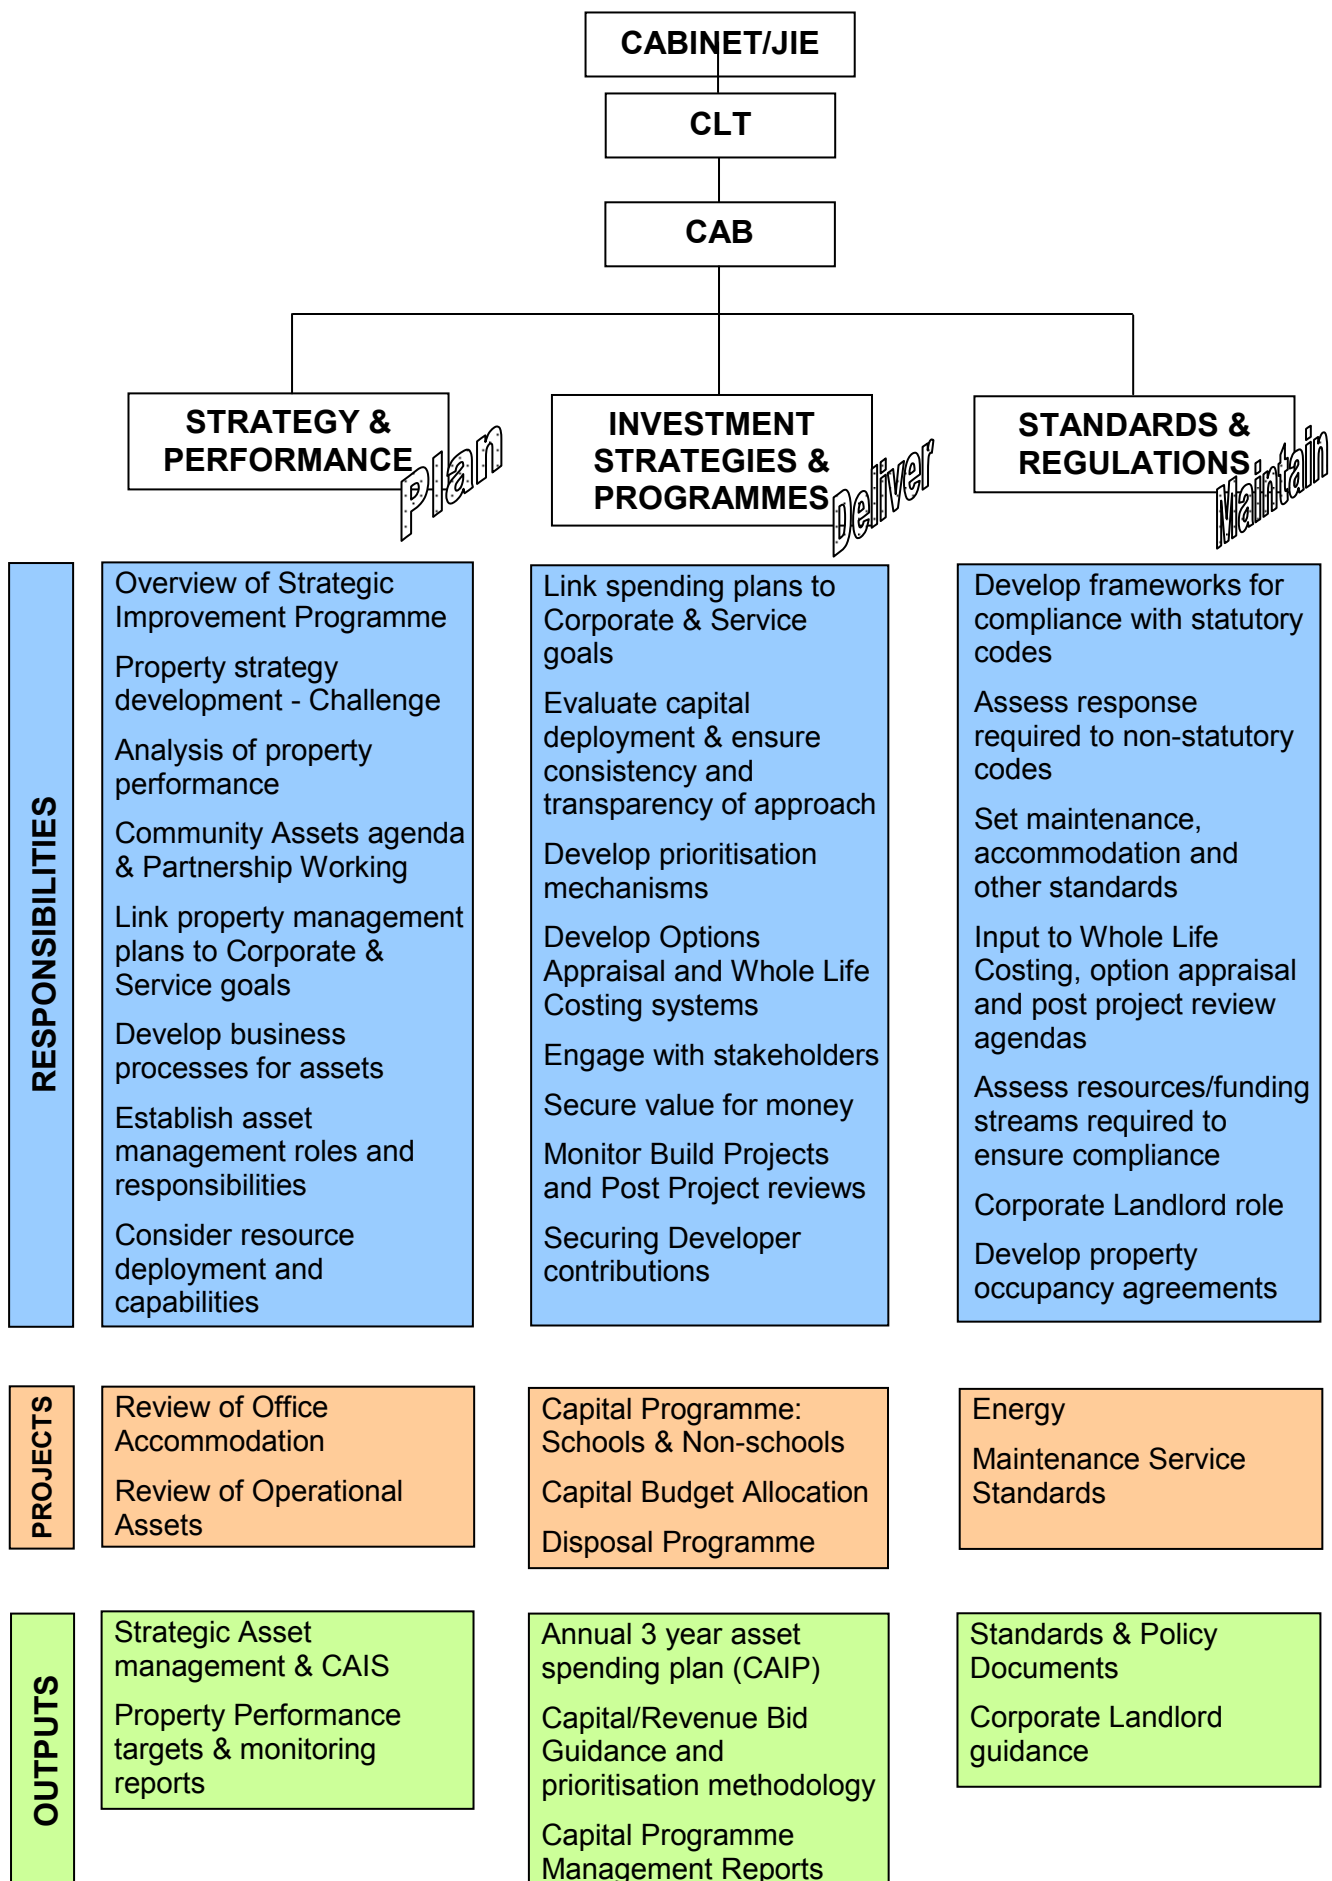 CABINET/JIE
CLT
CAB
STRATEGY &
PERFORMANCE
Plan
INVESTMENT
STRATEGIES &
PROGRAMMES
Deliver
STANDARDS &
REGULATIONS
Maintain
RESPONSIBILITIES
Overview of Strategic
Improvement Programme
Property strategy
development - Challenge
Analysis of property
performance
Community Assets agenda
& Partnership Working
Link property management
plans to Corporate &
Service goals
Develop business
processes for assets
Establish asset
management roles and
responsibilities
Consider resource
deployment and
capabilities
Link spending plans to
Corporate & Service
goals
Evaluate capital
deployment & ensure
consistency and
transparency of approach
Develop prioritisation
mechanisms
Develop Options
Appraisal and Whole Life
Costing systems
Engage with stakeholders
Secure value for money
Monitor Build Projects
and Post Project reviews
Securing Developer
contributions
Develop frameworks for
compliance with statutory
codes
Assess response
required to non-statutory
codes
Set maintenance,
accommodation and
other standards
Input to Whole Life
Costing, option appraisal
and post project review
agendas
Assess resources/funding
streams required to
ensure compliance
Corporate Landlord role
Develop property
occupancy agreements
PROJECTS
Review of Office
Accommodation
Review of Operational
Assets
Capital Programme:
Schools & Non-schools
Capital Budget Allocation
Disposal Programme
Energy
Maintenance Service
Standards
OUTPUTS
Strategic Asset
management & CAIS
Property Performance
targets & monitoring
reports
Annual 3 year asset
spending plan (CAIP)
Capital/Revenue Bid
Guidance and
prioritisation methodology
Capital Programme
Management Reports
Standards & Policy
Documents
Corporate Landlord
guidance